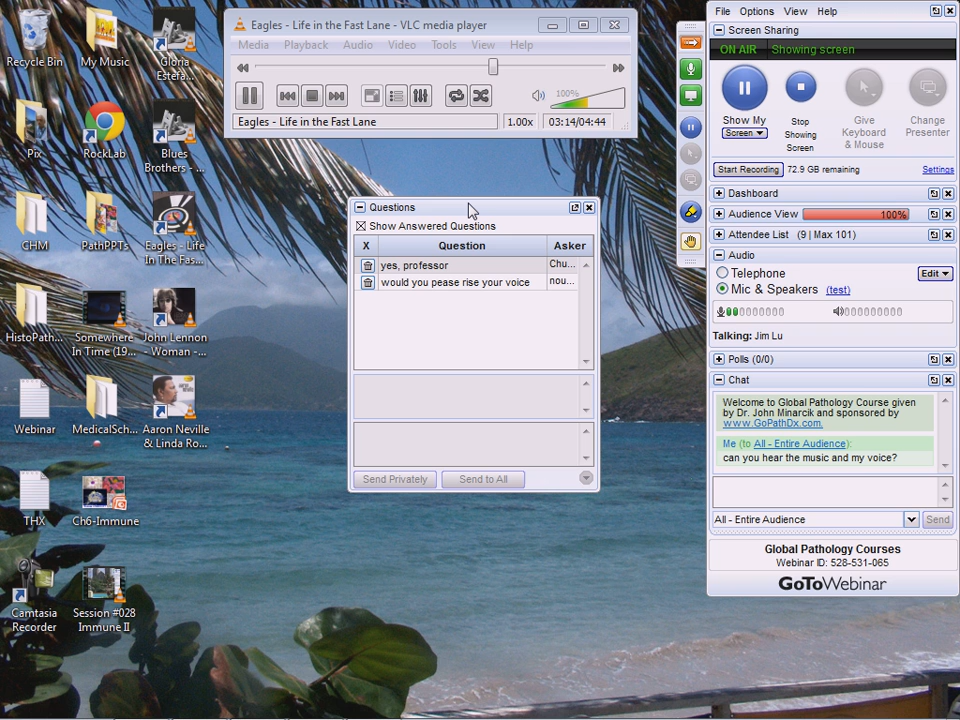 Recycle Bin
My Music
Gloria
Estefa...
Pix
RockLab
Blues
Brothers - ...
CHM
PathPPTs
Eagles - Life
In The Fas...
HistoPath...
Somewhere
In Time (19...
John Lennon
- Woman -...
Webinar
MedicalSch...
Aaron Neville
& Linda Ro...
THX
Ch6-Immune
Camtasia
Recorder
Session #028
Immune II
Eagles - Life in the Fast Lane - VLC media player
Media Playback Audio Video Tools View Help
100%
Eagles - Life in the Fast Lane
1.00x
03:14/04:44
Questions
Show Answered Questions
X Question Asker
yes, professor Chu...
would you pease rise your voice nou...
Send Privately
Send to All
File Options View Help
Screen Sharing
ON AIR Showing screen
Show My
Screen
Stop
Showing
Screen
Give
Keyboard
& Mouse
Change
Presenter
Start Recording 72.9 GB remaining Settings
Dashboard
Audience View 100%
Attendee List (9 | Max 101)
Audio
Telephone
Edit
Mic & Speakers (test)
Talking: Jim Lu
Polls (0/0)
Chat
Welcome to Global Pathology Course given
by Dr. John Minarcik and sponsored by
www.GoPathDx.com.
Me (to All - Entire Audience):
can you hear the music and my voice?
All - Entire Audience
Send
Global Pathology Courses
Webinar ID: 528-531-065
GoToWebinar